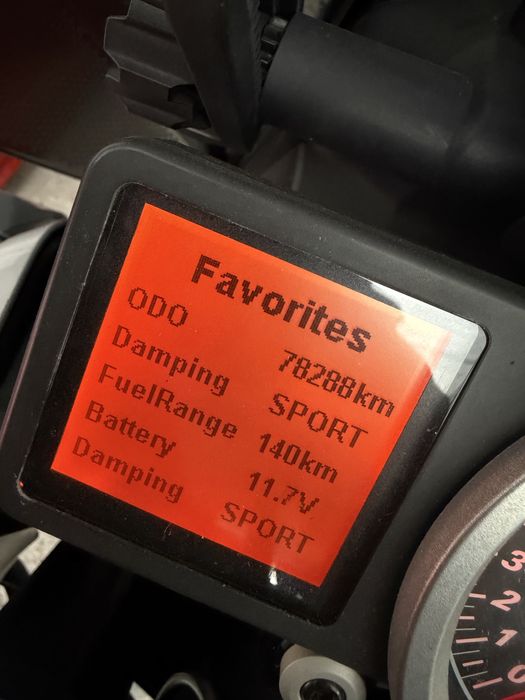 Favorites
ODO 78288km
Damping SPORT
FuelRange 140km
Battery 11.7V
Damping SPORT
3
2
1
0